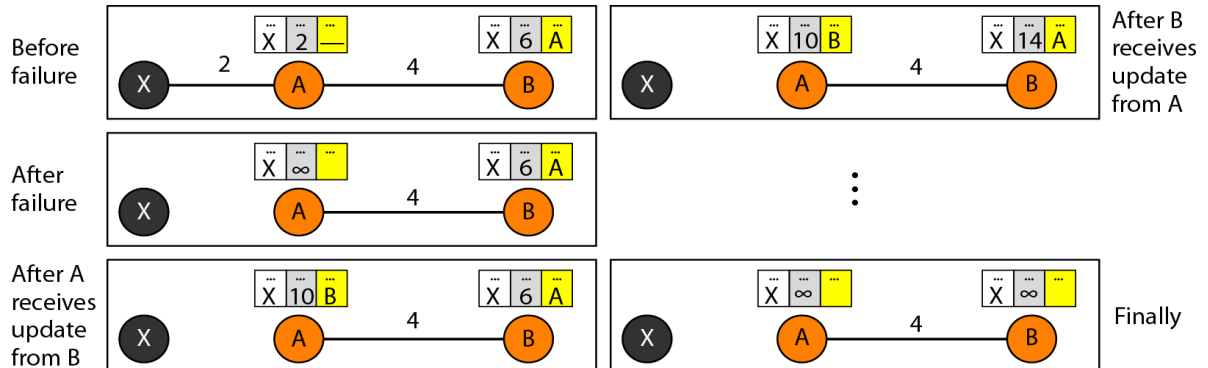 Before
failure
... ... ...
X 2 —
... ... ...
X 6 A
X 2 A 4 B
... ... ...
X 10 B
... ... ...
X 14 A
X A 4 B
After B
receives
update
from A
After
failure
... ... ...
X ∞
... ... ...
X 6 A
X A 4 B
⋮
After A
receives
update
from B
... ... ...
X 10 B
... ... ...
X 6 A
X A 4 B
... ... ...
X ∞
... ... ...
X ∞
X A 4 B
Finally